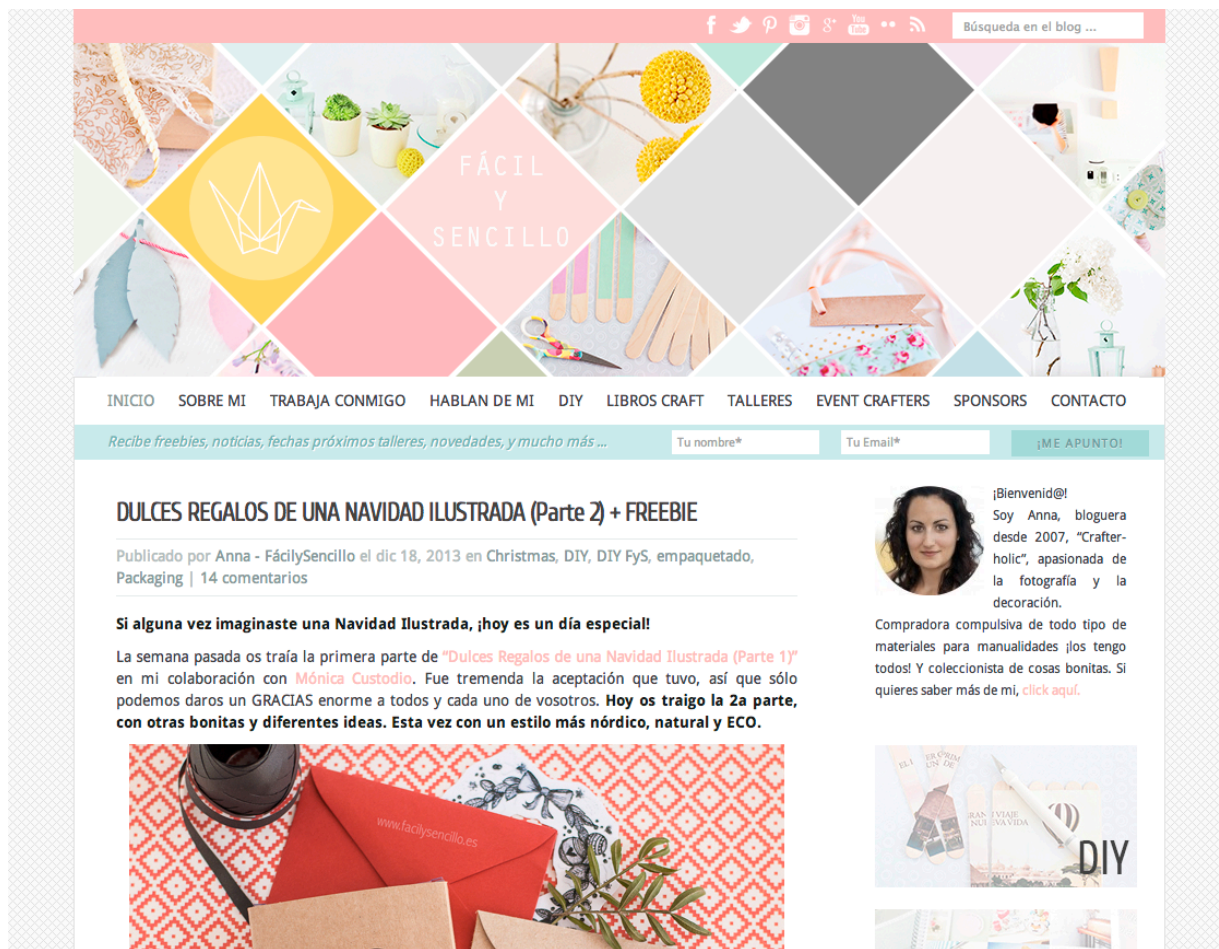 Búsqueda en el blog ...
FÁCIL
Y
SENCILLO
INICIO SOBRE MI TRABAJA CONMIGO HABLAN DE MI DIY LIBROS CRAFT TALLERES EVENT CRAFTERS SPONSORS CONTACTO
Recibe freebies, noticias, fechas próximos talleres, novedades, y mucho más ... Tu nombre* Tu Email* ¡ME APUNTO!
DULCES REGALOS DE UNA NAVIDAD ILUSTRADA (Parte 2) + FREEBIE
Publicado por Anna - FácilySencillo el dic 18, 2013 en Christmas, DIY, DIY FyS, empaquetado,
Packaging | 14 comentarios
Si alguna vez imaginaste una Navidad Ilustrada, ¡hoy es un día especial!
La semana pasada os traía la primera parte de "Dulces Regalos de una Navidad Ilustrada (Parte 1)"
en mi colaboración con Mónica Custodio. Fue tremenda la aceptación que tuvo, así que sólo
podemos daros un GRACIAS enorme a todos y cada uno de vosotros. Hoy os traigo la 2a parte,
con otras bonitas y diferentes ideas. Esta vez con un estilo más nórdico, natural y ECO.
www.facilysencillo.es
¡Bienvenid@!
Soy Anna, bloguera
desde 2007, "Crafter-
holic", apasionada de
la fotografía y la
decoración.
Compradora compulsiva de todo tipo de
materiales para manualidades ¡los tengo
todos! Y coleccionista de cosas bonitas. Si
quieres saber más de mi, click aquí.
DIY